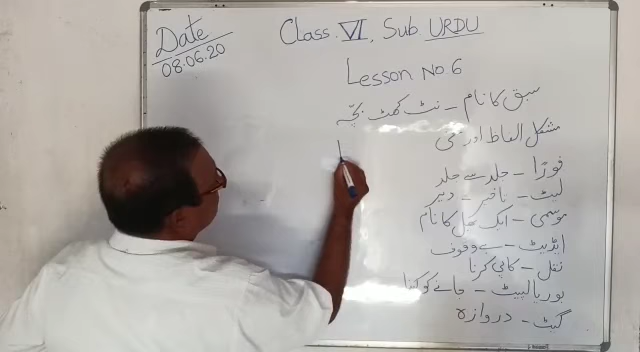 Date
08.06.20
Class VI, Sub. URDU
Lesson No. 6
سبق کا نام - نٹ کھٹ بچّہ
مشکل الفاظ اور معنی
فوراً - جلد سے جلد
لیٹ - تاخیر - دیر
موسمی - ایک پھل کا نام
ایڈیٹ - بے وقوف
نقل - کاپی کرنا
بوریا لپیٹ - جانے کو کہنا
گیٹ - دروازہ